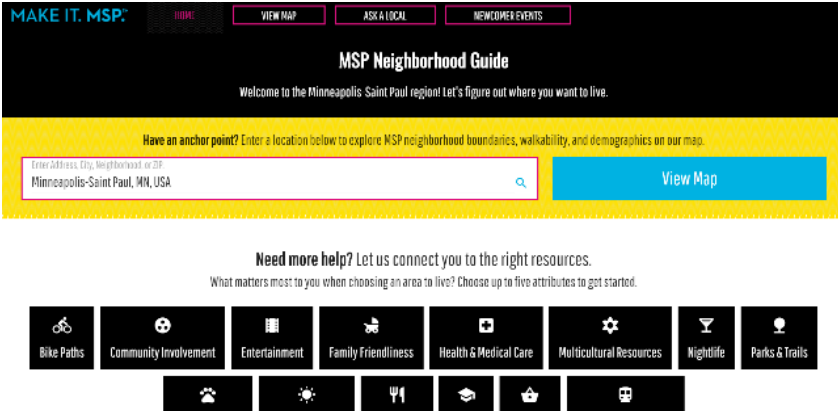 MAKE IT. MSP.™ HOME VIEW MAP ASK A LOCAL NEWCOMER EVENTS
MSP Neighborhood Guide
Welcome to the Minneapolis Saint Paul region! Let's figure out where you want to live.
Have an anchor point? Enter a location below to explore MSP neighborhood boundaries, walkability, and demographics on our map.
Enter Address, City, Neighborhood, or ZIP
Minneapolis-Saint Paul, MN, USA
View Map
Need more help? Let us connect you to the right resources.
What matters most to you when choosing an area to live? Choose up to five attributes to get started.
Bike Paths Community Involvement Entertainment Family Friendliness Health & Medical Care Multicultural Resources Nightlife Parks & Trails